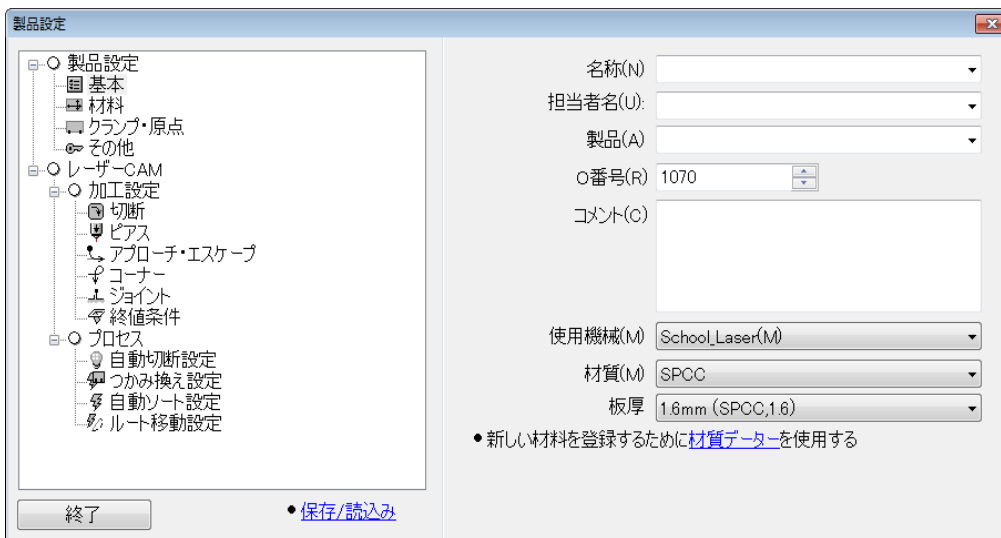 製品設定
製品設定
基本
材料
クランプ・原点
その他
レーザーCAM
加工設定
切断
ピアス
アプローチ・エスケープ
コーナー
ジョイント
終値条件
プロセス
自動切断設定
つかみ換え設定
自動ソート設定
ルート移動設定
終了
●保存/読込み
名称(N)
担当者名(U):
製品(A)
O番号(R) 1070
コメント(C)
使用機械(M) School_Laser(M)
材質(M) SPCC
板厚 1.6mm (SPCC,1.6)
●新しい材料を登録するために材質データーを使用する